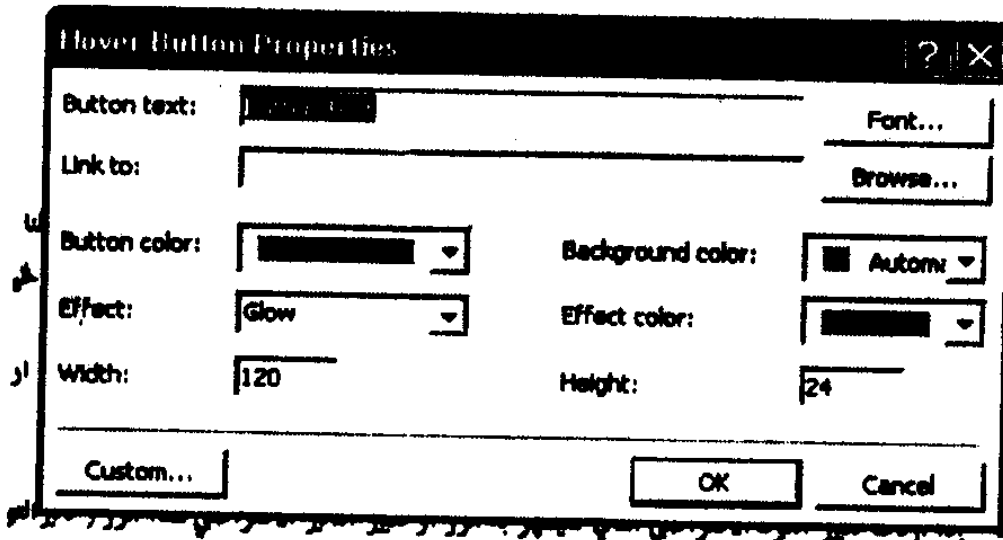 Hover Button Properties
Button text: Font...
Link to: Browse...
Button color: Background color: Automa
Effect: Glow Effect color:
Width: 120 Height: 24
Custom... OK Cancel